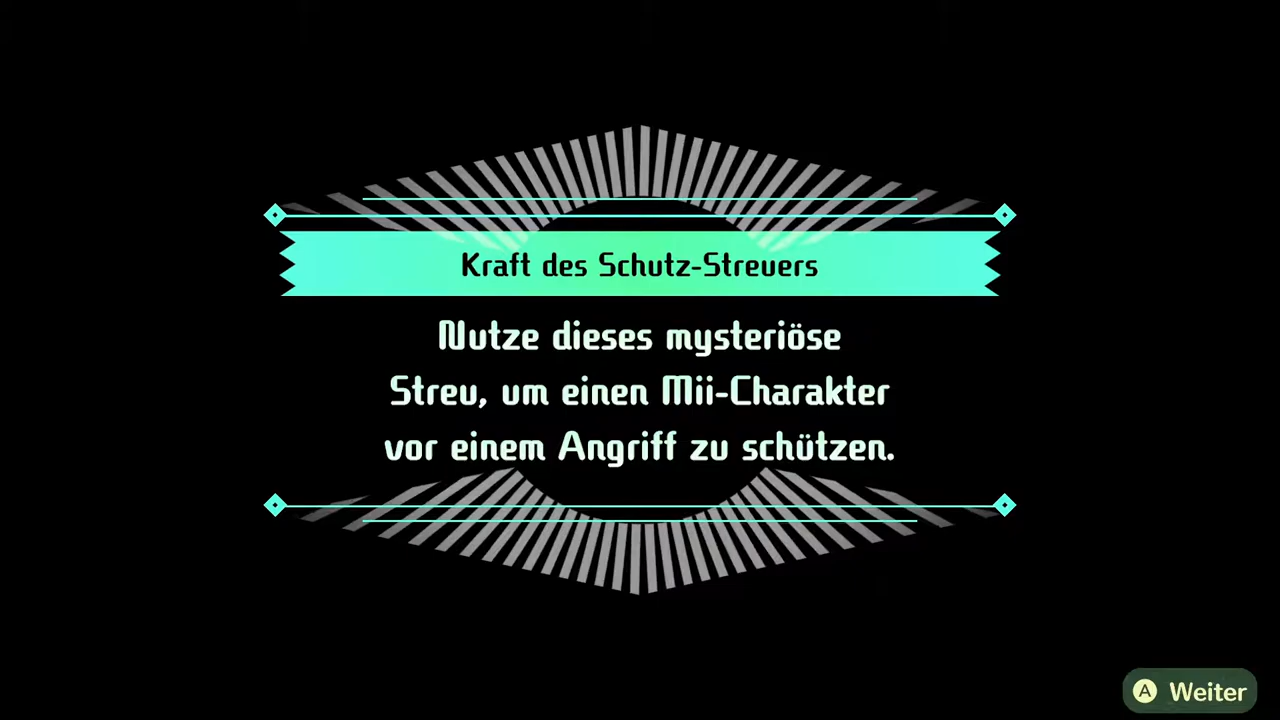 Kraft des Schutz-Streuers
Nutze dieses mysteriöse
Streu, um einen Mii-Charakter
vor einem Angriff zu schützen.
A Weiter